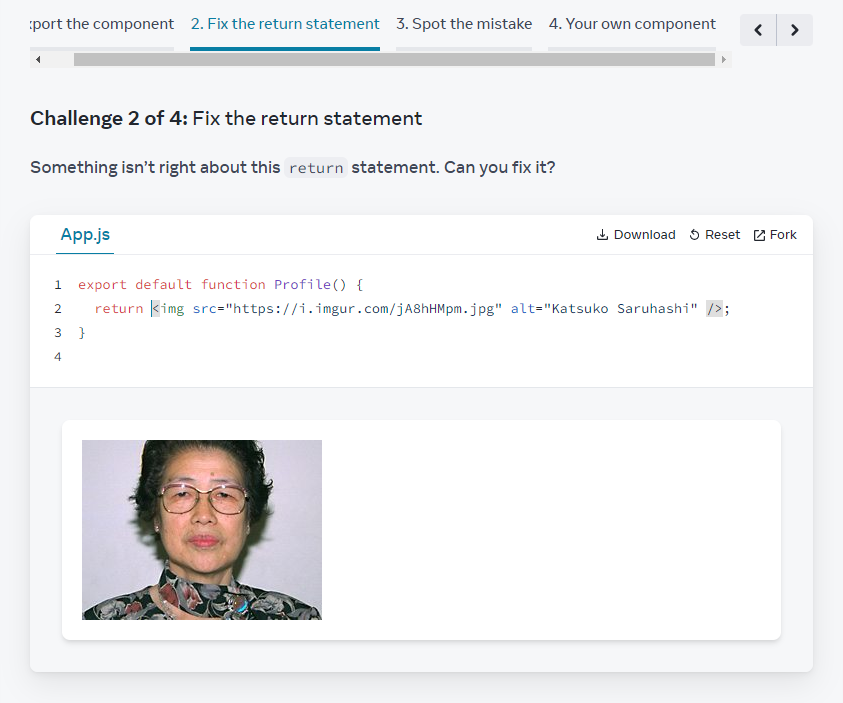 port the component 2. Fix the return statement 3. Spot the mistake 4. Your own component
Challenge 2 of 4: Fix the return statement
Something isn’t right about this return statement. Can you fix it?
App.js Download Reset Fork
1 export default function Profile() {
2 return <img src="https://i.imgur.com/jA8hHMpm.jpg" alt="Katsuko Saruhashi" />;
3 }
4